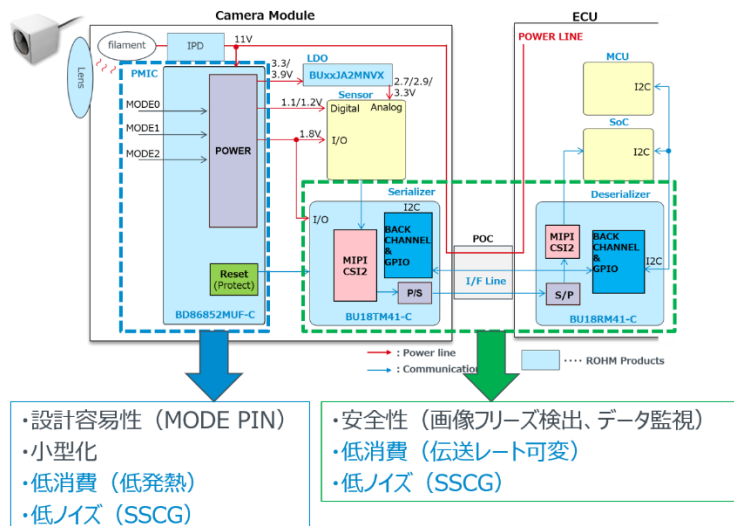 Camera Module
ECU
filament
IPD
11V
POWER LINE
Lens
PMIC
3.3/
3.9V
LDO
BUxxJA2MNVX
2.7/2.9/
3.3V
MCU
I2C
MODE0
MODE1
MODE2
POWER
1.1/1.2V
Sensor
Digital
Analog
I/O
1.8V
SoC
I2C
Serializer
Deserializer
I/O
I2C
MIPI
CSI2
BACK
CHANNEL
&
GPIO
P/S
BU18TM41-C
POC
I/F Line
MIPI
CSI2
BACK
CHANNEL
&
GPIO
I2C
S/P
BU18RM41-C
Reset
(Protect)
BD86852MUF-C
: Power line
: Communication
‥‥ ROHM Products
・設計容易性（MODE PIN）
・小型化
・低消費（低発熱）
・低ノイズ（SSCG）
・安全性（画像フリーズ検出、データ監視）
・低消費（伝送レート可変）
・低ノイズ（SSCG）